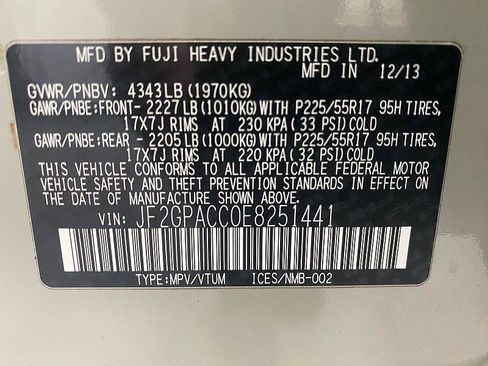 MFD BY FUJI HEAVY INDUSTRIES LTD.
MFD IN 12/13
GVWR/PNBV: 4343LB(1970KG)
GAWR/PNBE:FRONT- 2227LB(1010KG)WITH P225/55R17 95H TIRES,
17X7J RIMS AT 230 KPA(33 PSI)COLD
GAWR/PNBE:REAR - 2205LB(1000KG)WITH P225/55R17 95H TIRES,
17X7J RIMS AT 220 KPA(32 PSI)COLD
THIS VEHICLE CONFORMS TO ALL APPLICABLE FEDERAL MOTOR
VEHICLE SAFETY AND THEFT PREVENTION STANDARDS IN EFFECT ON
THE DATE OF MANUFACTURE SHOWN ABOVE.
VIN: JF2GPACC0E8251441
TYPE:MPV/VTUM ICES/NMB-002